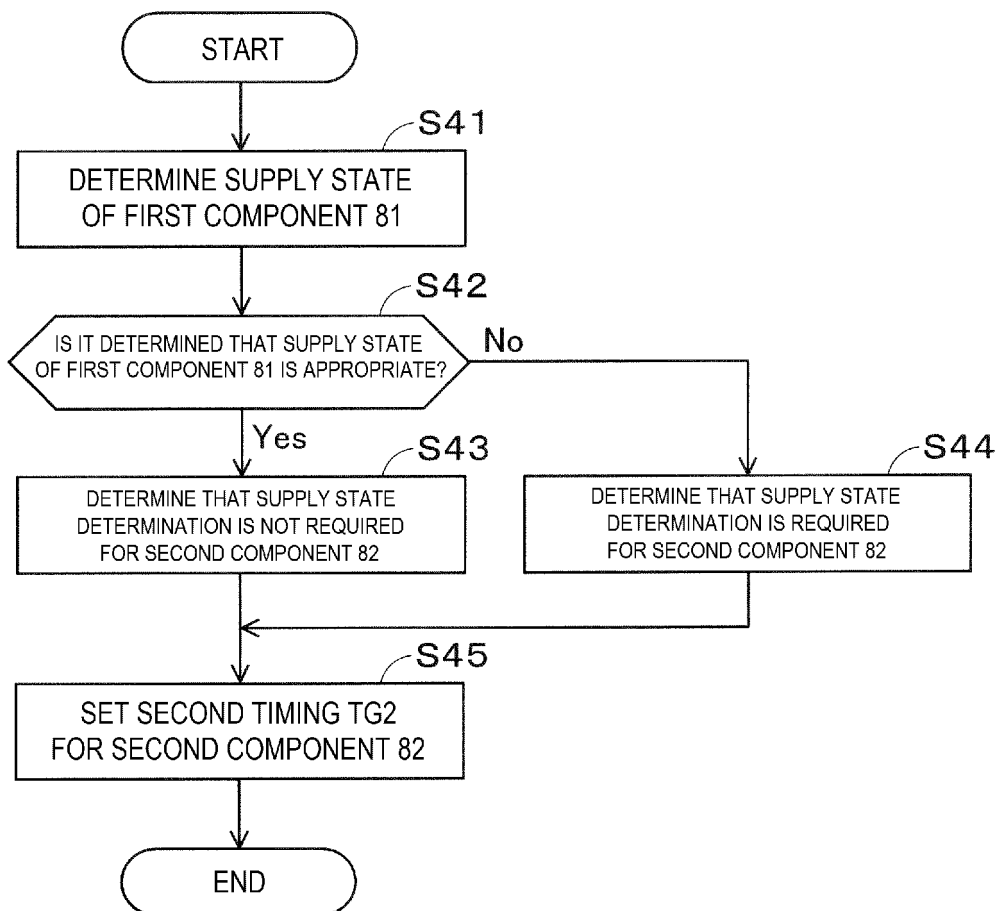 START
S41
DETERMINE SUPPLY STATE
OF FIRST COMPONENT 81
S42
IS IT DETERMINED THAT SUPPLY STATE
OF FIRST COMPONENT 81 IS APPROPRIATE?
No
Yes
S43
DETERMINE THAT SUPPLY STATE
DETERMINATION IS NOT REQUIRED
FOR SECOND COMPONENT 82
S44
DETERMINE THAT SUPPLY STATE
DETERMINATION IS REQUIRED
FOR SECOND COMPONENT 82
S45
SET SECOND TIMING TG2
FOR SECOND COMPONENT 82
END